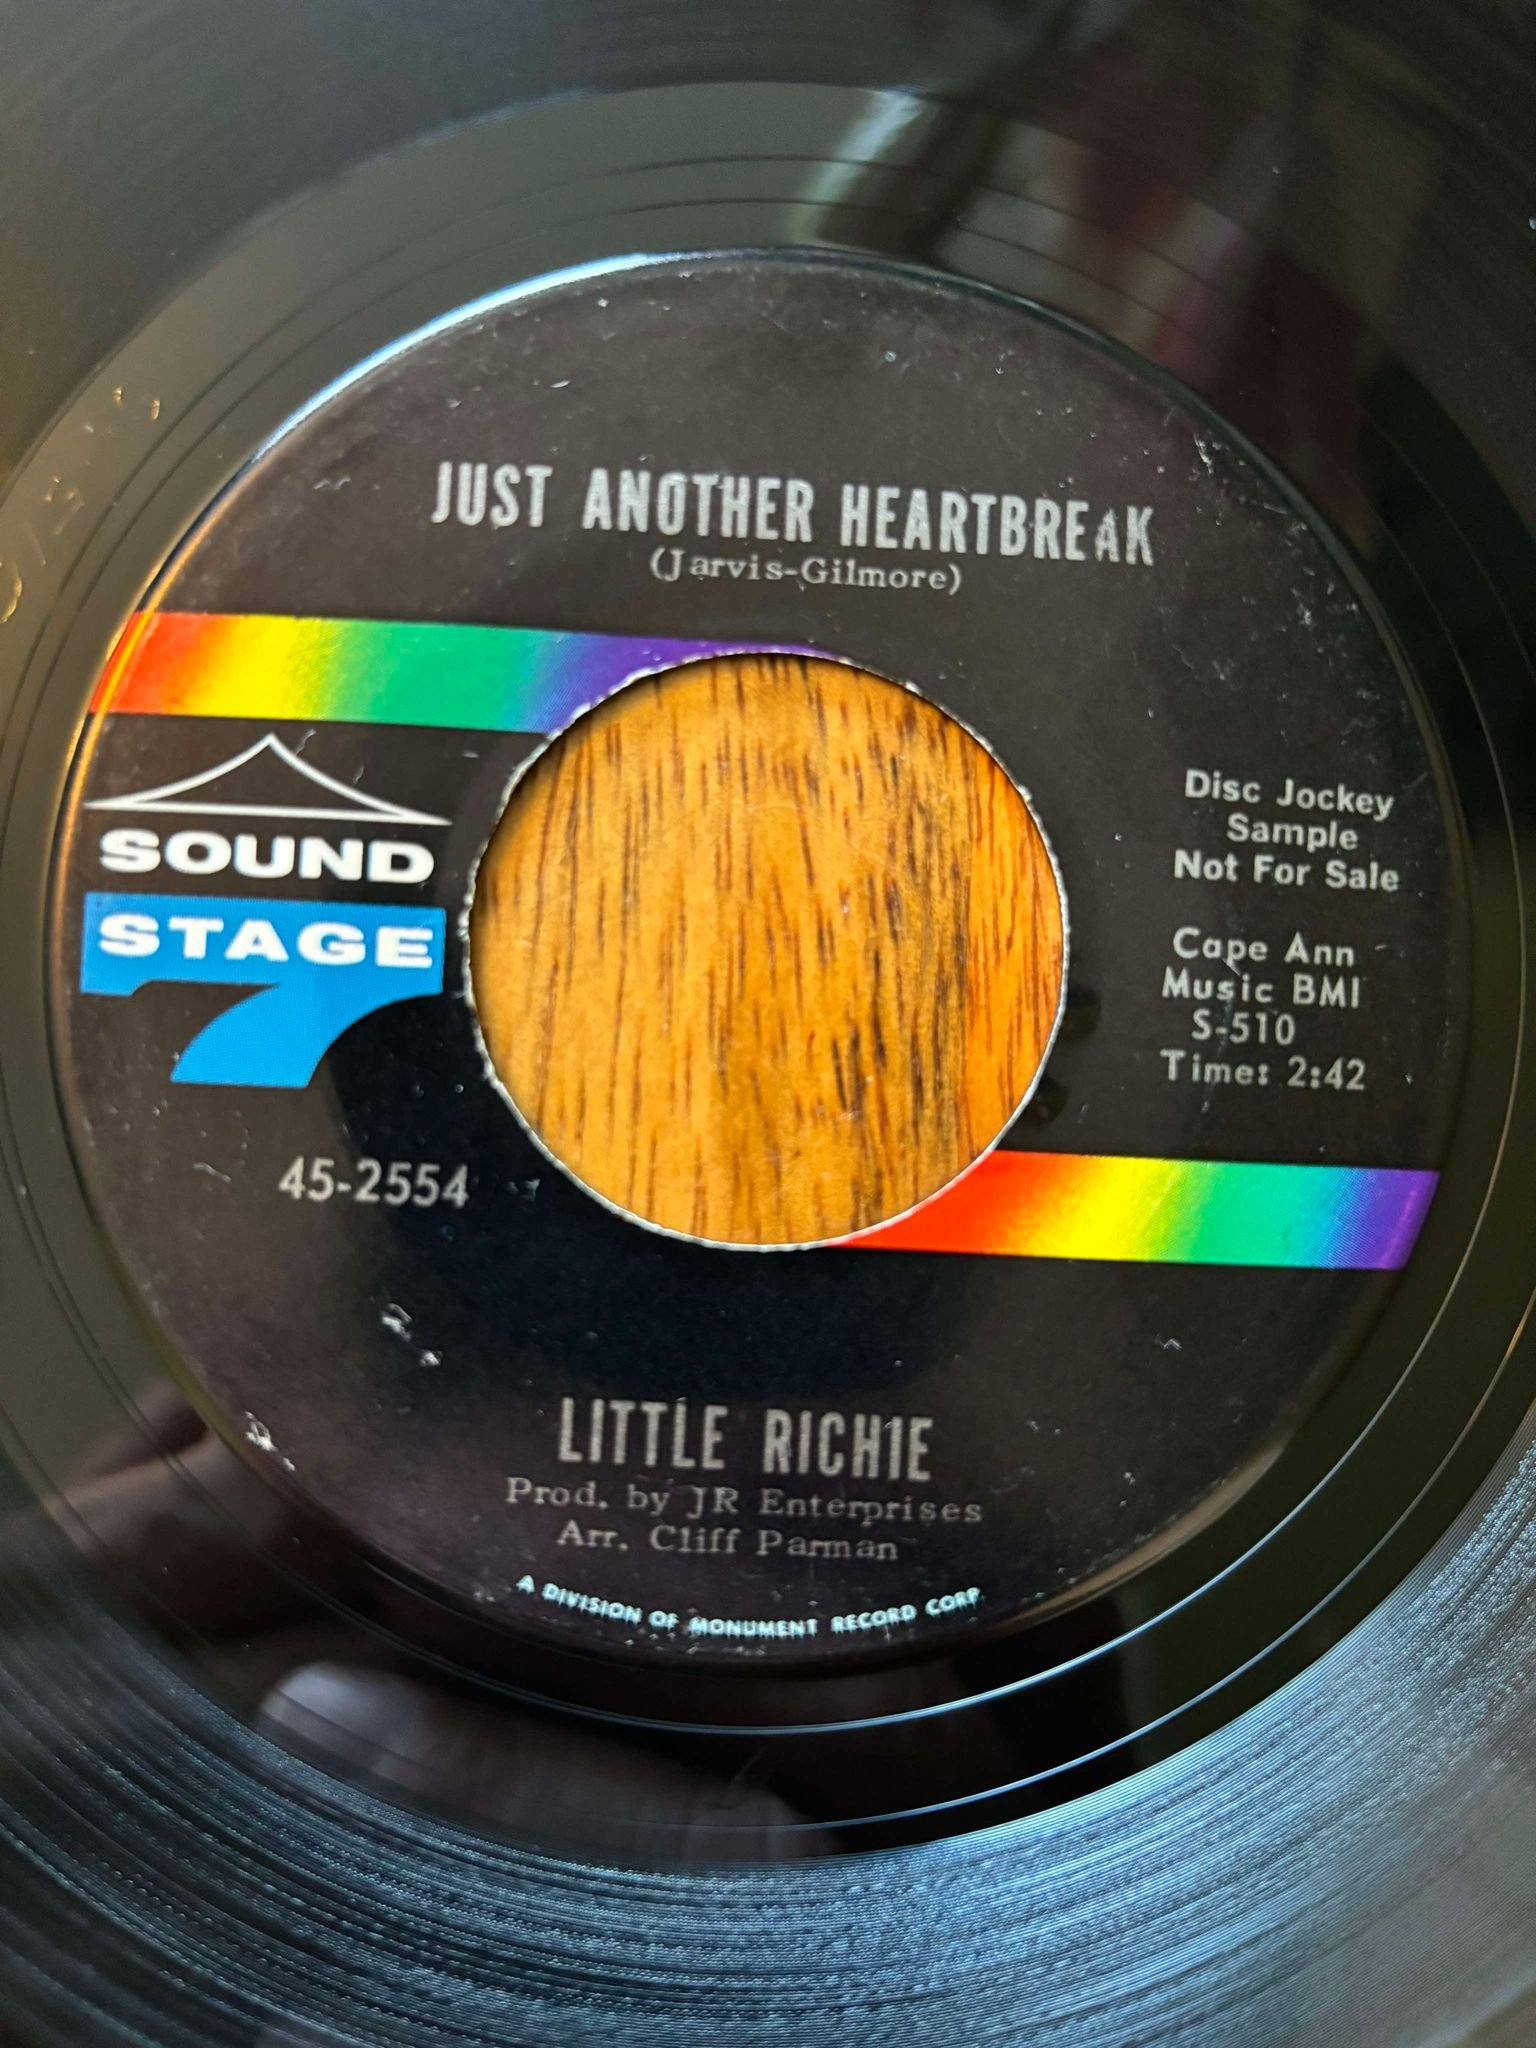 JUST ANOTHER HEARTBREAK
(Jarvis-Gilmore)
SOUND
STAGE
7
45-2554
Disc Jockey
Sample
Not For Sale
Cape Ann
Music BMI
S-510
Time: 2:42
LITTLE RICHIE
Prod. by JR Enterprises
Arr. Cliff Parman
A DIVISION OF MONUMENT RECORD CORP.